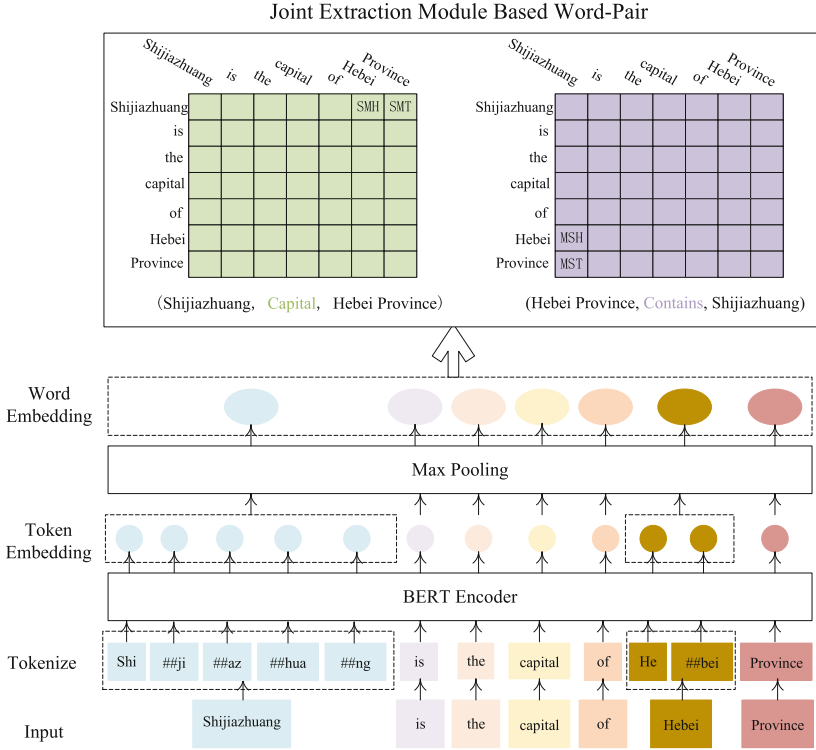 Joint Extraction Module Based Word-Pair
Shijiazhuang is the capital of Hebei Province
Shijiazhuang SMH SMT
is
the
capital
of
Hebei
Province
(Shijiazhuang, Capital, Hebei Province)
Shijiazhuang is the capital of Hebei Province
Shijiazhuang
is
the
capital
of
Hebei MSH
Province MST
(Hebei Province, Contains, Shijiazhuang)
Word
Embedding
Max Pooling
Token
Embedding
BERT Encoder
Tokenize Shi ##ji ##az ##hua ##ng is the capital of He ##bei Province
Input Shijiazhuang is the capital of Hebei Province